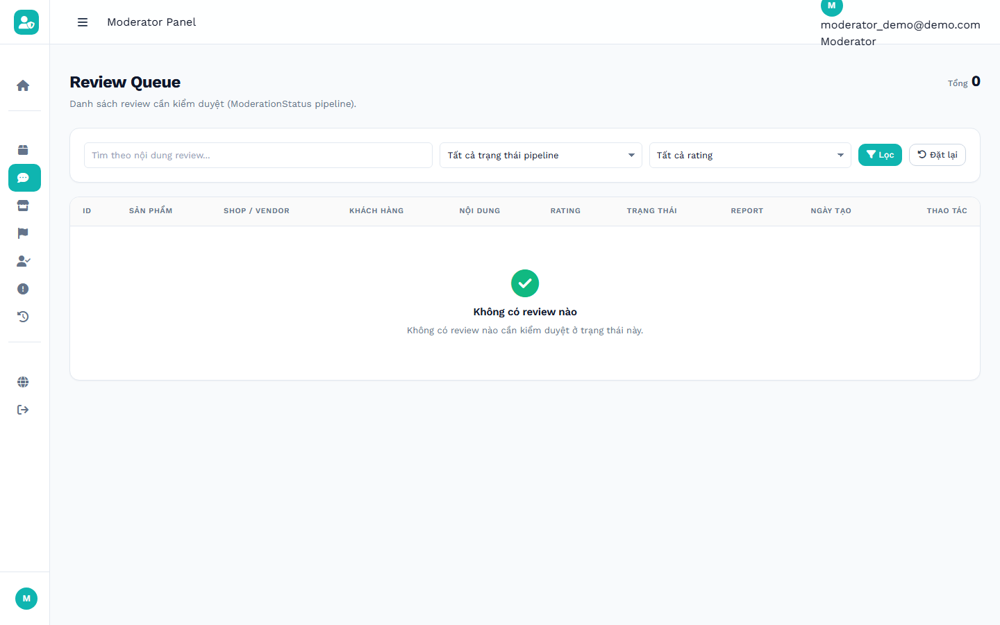 Moderator Panel
M
moderator_demo@demo.com
Moderator
Review Queue
Tổng 0
Danh sách review cần kiểm duyệt (ModerationStatus pipeline).
Tìm theo nội dung review...
Tất cả trạng thái pipeline
Tất cả rating
Lọc
Đặt lại
ID SẢN PHẨM SHOP / VENDOR KHÁCH HÀNG NỘI DUNG RATING TRẠNG THÁI REPORT NGÀY TẠO THAO TÁC
Không có review nào
Không có review nào cần kiểm duyệt ở trạng thái này.
M